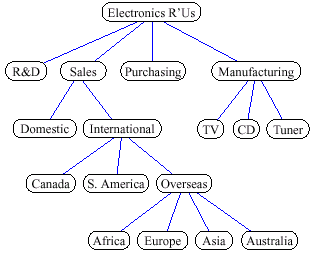 Electronics R'Us
R&D Sales Purchasing Manufacturing
Domestic International TV CD Tuner
Canada S. America Overseas
Africa Europe Asia Australia